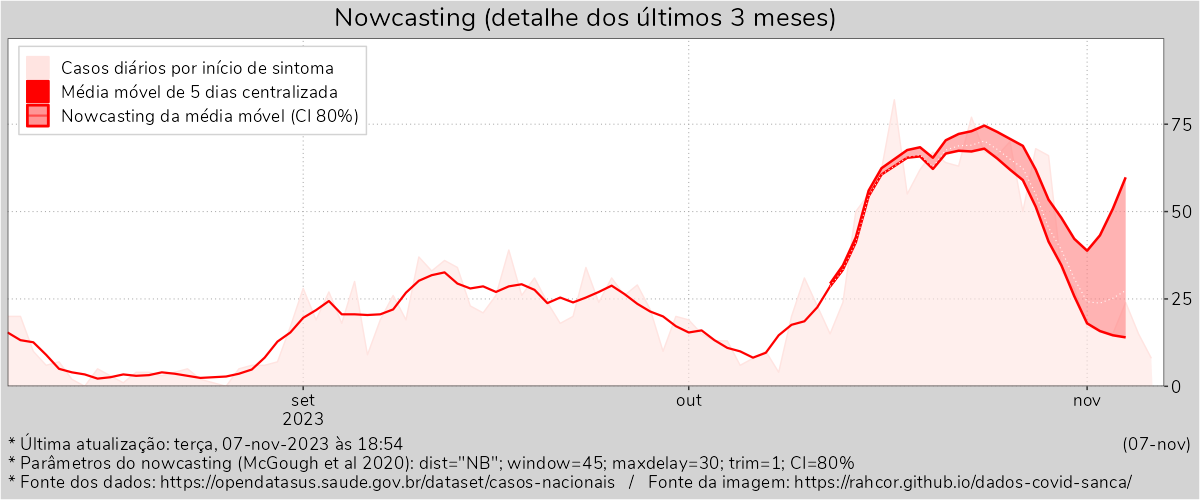 Nowcasting (detalhe dos últimos 3 meses)
Casos diários por início de sintoma
Média móvel de 5 dias centralizada
Nowcasting da média móvel (CI 80%)
75
50
25
0
set
out
nov
2023
* Última atualização: terça, 07-nov-2023 às 18:54
(07-nov)
* Parâmetros do nowcasting (McGough et al 2020): dist="NB"; window=45; maxdelay=30; trim=1; CI=80%
* Fonte dos dados: https://opendatasus.saude.gov.br/dataset/casos-nacionais / Fonte da imagem: https://rahcor.github.io/dados-covid-sanca/